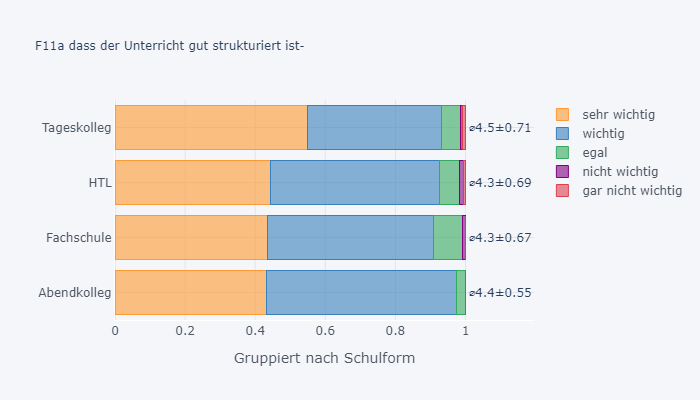 F11a dass der Unterricht gut strukturiert ist-
Tageskolleg
⌀4.5±0.71
HTL
⌀4.3±0.69
Fachschule
⌀4.3±0.67
Abendkolleg
⌀4.4±0.55
0 0.2 0.4 0.6 0.8 1
Gruppiert nach Schulform
sehr wichtig
wichtig
egal
nicht wichtig
gar nicht wichtig